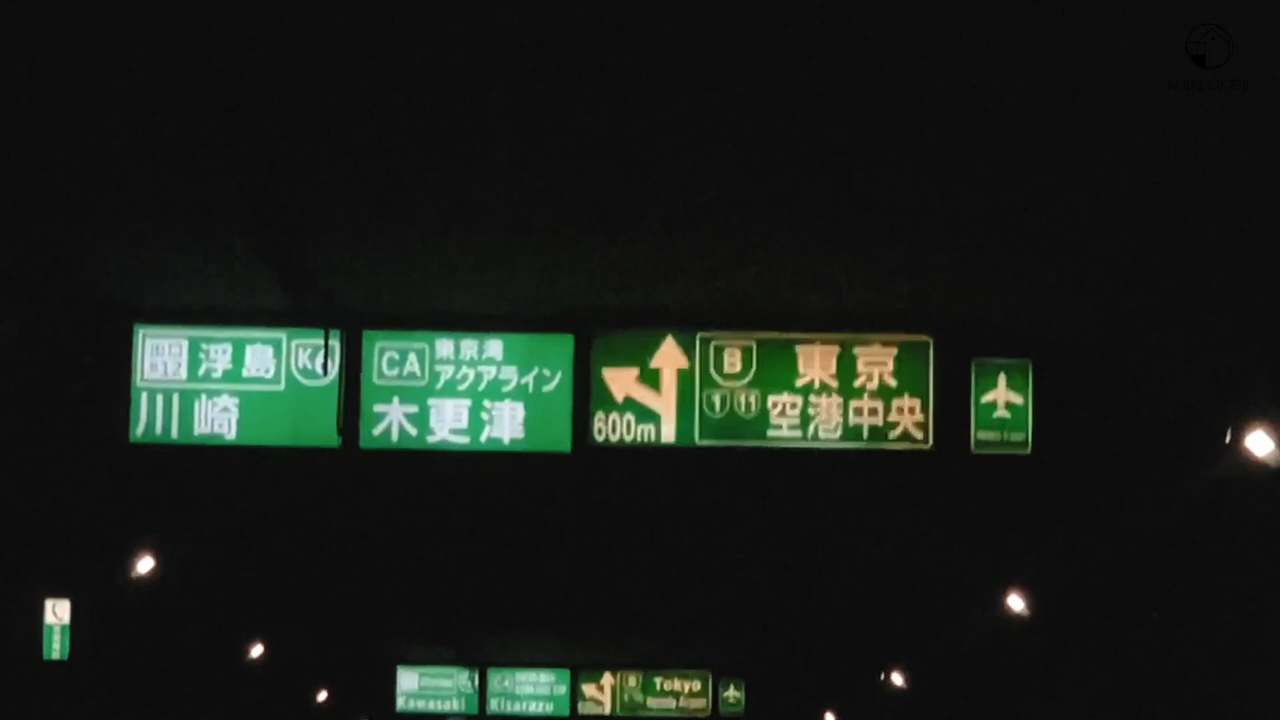 浮島 K6
川崎
CA 東京湾
アクアライン
木更津
600m
B 東京
1 11 空港中央
Kawasaki
CA
Kisarazu
B Tokyo